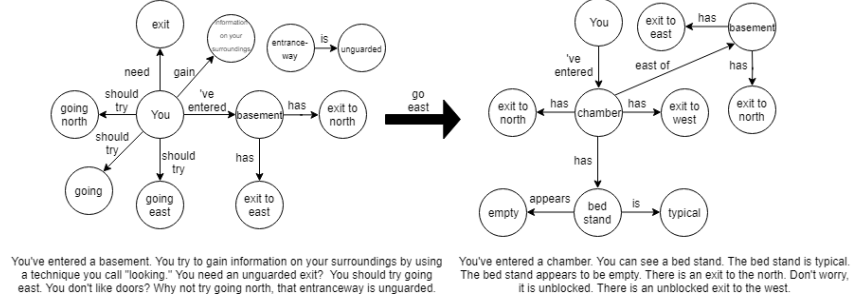 exit
information
on your
surroundings
entrance-
way
is
unguarded
need
gain
going
north
should
try
You
've
entered
basement
has
exit to
north
should
try
going
should
try
going
east
has
exit to
east
go
east
You
've
entered
exit to
east
has
basement
east of
has
exit to
north
exit to
north
has
chamber
has
exit to
west
has
empty
appears
bed
stand
is
typical
You've entered a basement. You try to gain information on your surroundings by using
a technique you call "looking." You need an unguarded exit? You should try going
east. You don't like doors? Why not try going north, that entranceway is unguarded.
You've entered a chamber. You can see a bed stand. The bed stand is typical.
The bed stand appears to be empty. There is an exit to the north. Don't worry,
it is unblocked. There is an unblocked exit to the west.